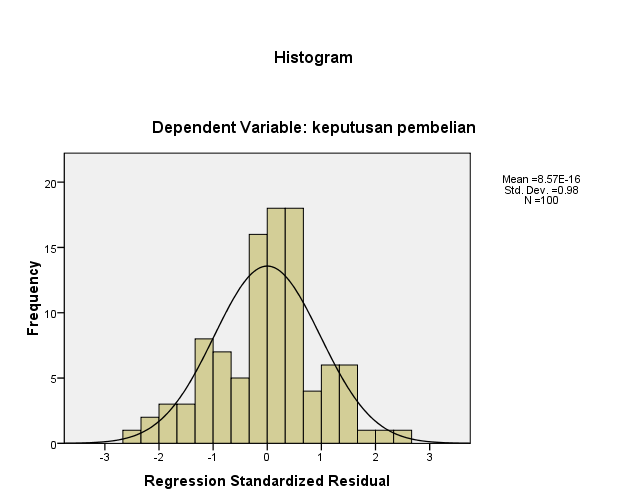 Histogram
Dependent Variable: keputusan pembelian
Mean =8.57E-16
Std. Dev. =0.98
N =100
Frequency
20
15
10
5
0
-3 -2 -1 0 1 2 3
Regression Standardized Residual